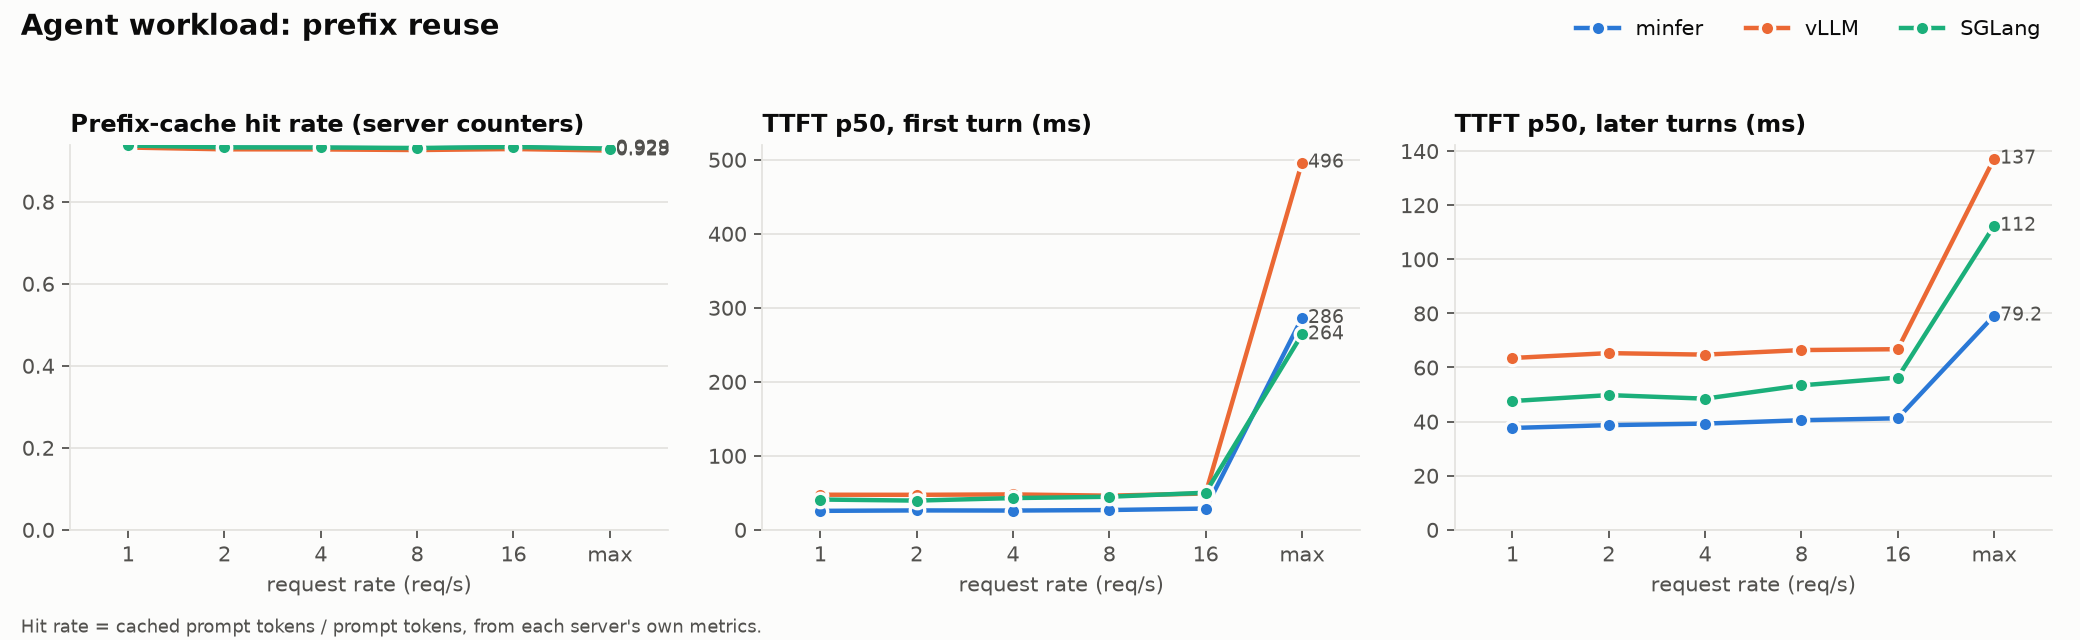 Agent workload: prefix reuse
minfer
vLLM
SGLang
Prefix-cache hit rate (server counters)
0.8
0.6
0.4
0.2
0.0
1 2 4 8 16 max
request rate (req/s)
TTFT p50, first turn (ms)
500
400
300
200
100
0
496
286
264
1 2 4 8 16 max
request rate (req/s)
TTFT p50, later turns (ms)
140
120
100
80
60
40
20
0
137
112
79.2
1 2 4 8 16 max
request rate (req/s)
Hit rate = cached prompt tokens / prompt tokens, from each server's own metrics.